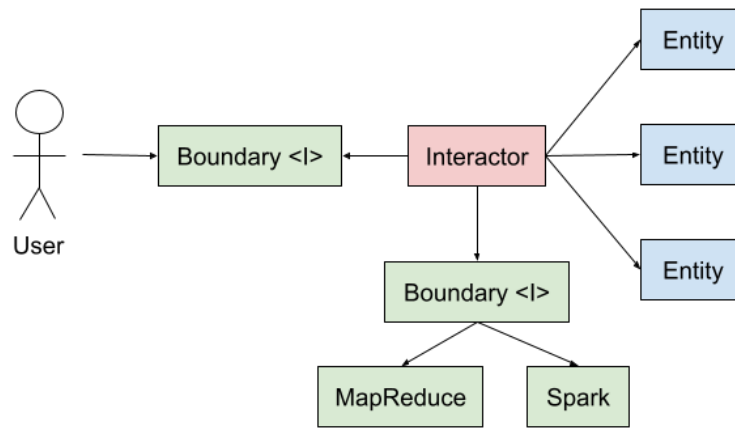 Entity
Boundary <I>
Interactor
Entity
User
Entity
Boundary <I>
MapReduce
Spark